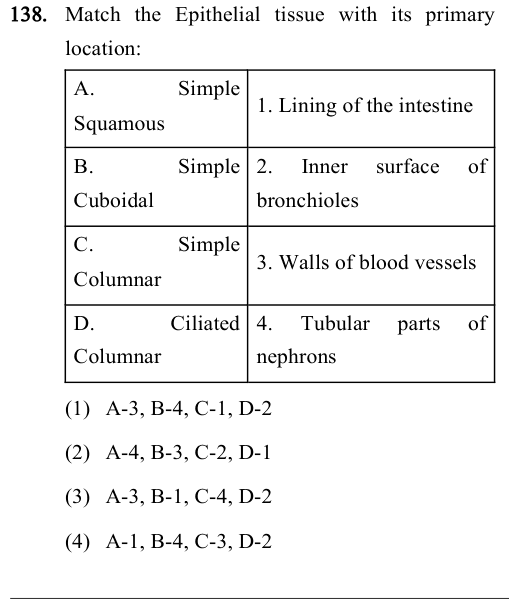 138. Match the Epithelial tissue with its primary
location:
A. Simple
Squamous
1. Lining of the intestine
B. Simple
Cuboidal
2. Inner surface of
bronchioles
C. Simple
Columnar
3. Walls of blood vessels
D. Ciliated
Columnar
4. Tubular parts of
nephrons
(1) A-3, B-4, C-1, D-2
(2) A-4, B-3, C-2, D-1
(3) A-3, B-1, C-4, D-2
(4) A-1, B-4, C-3, D-2